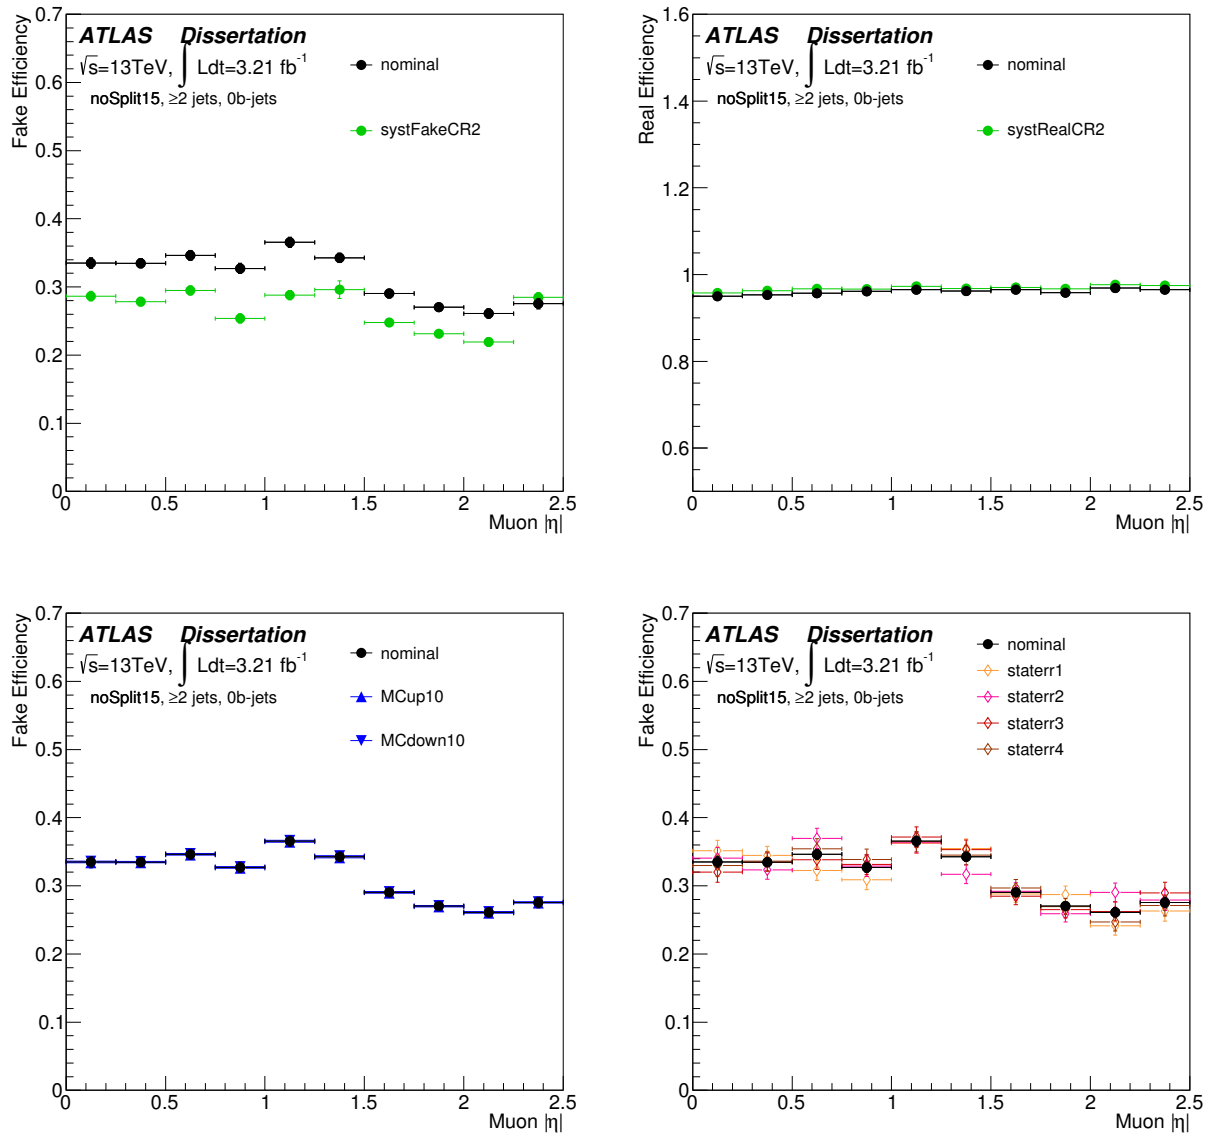 Fake Efficiency
0.7
0.6
0.5
0.4
0.3
0.2
0.1
0
ATLAS Dissertation
√s=13TeV, ∫ Ldt=3.21 fb⁻¹
noSplit15, ≥2 jets, 0b-jets
nominal
systFakeCR2
0 0.5 1 1.5 2 2.5
Muon |η|
Real Efficiency
1.6
1.4
1.2
1
0.8
0.6
ATLAS Dissertation
√s=13TeV, ∫ Ldt=3.21 fb⁻¹
noSplit15, ≥2 jets, 0b-jets
nominal
systRealCR2
0 0.5 1 1.5 2 2.5
Muon |η|
Fake Efficiency
0.7
0.6
0.5
0.4
0.3
0.2
0.1
0
ATLAS Dissertation
√s=13TeV, ∫ Ldt=3.21 fb⁻¹
noSplit15, ≥2 jets, 0b-jets
nominal
MCup10
MCdown10
0 0.5 1 1.5 2 2.5
Muon |η|
Fake Efficiency
0.7
0.6
0.5
0.4
0.3
0.2
0.1
0
ATLAS Dissertation
√s=13TeV, ∫ Ldt=3.21 fb⁻¹
noSplit15, ≥2 jets, 0b-jets
nominal
staterr1
staterr2
staterr3
staterr4
0 0.5 1 1.5 2 2.5
Muon |η|